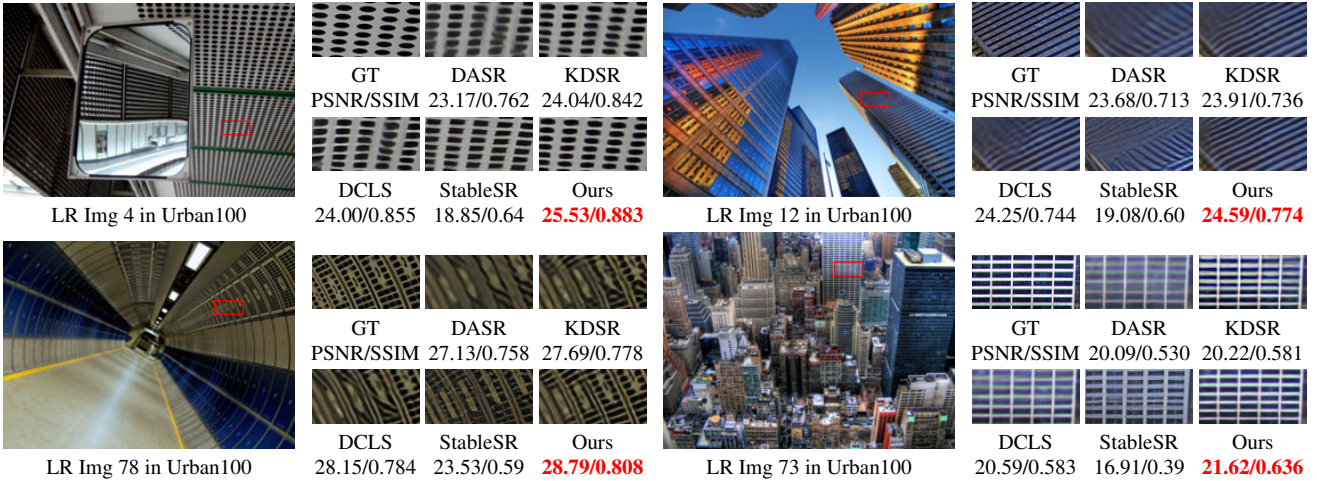 GT DASR KDSR
PSNR/SSIM 23.17/0.762 24.04/0.842
DCLS StableSR Ours
24.00/0.855 18.85/0.64 25.53/0.883
LR Img 4 in Urban100
GT DASR KDSR
PSNR/SSIM 23.68/0.713 23.91/0.736
DCLS StableSR Ours
24.25/0.744 19.08/0.60 24.59/0.774
LR Img 12 in Urban100
GT DASR KDSR
PSNR/SSIM 27.13/0.758 27.69/0.778
DCLS StableSR Ours
28.15/0.784 23.53/0.59 28.79/0.808
LR Img 78 in Urban100
GT DASR KDSR
PSNR/SSIM 20.09/0.530 20.22/0.581
DCLS StableSR Ours
20.59/0.583 16.91/0.39 21.62/0.636
LR Img 73 in Urban100